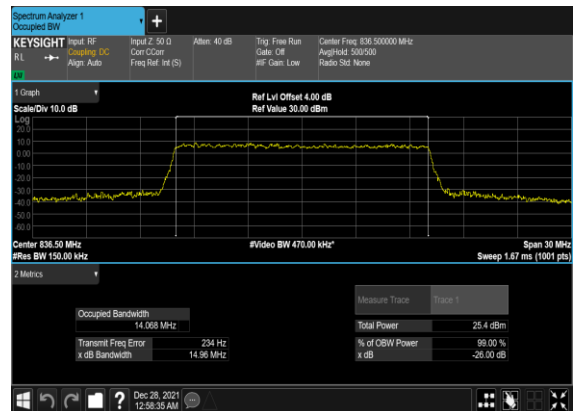 Spectrum Analyzer 1
Occupied BW
KEYSIGHT
RL
Input: RF
Coupling: DC
Align: Auto
Input Z: 50 Ω
Corr CCorr
Freq Ref: Int (S)
Atten: 40 dB
Trig: Free Run
Gate: Off
#IF Gain: Low
Center Freq: 836.500000 MHz
Avg|Hold: 500/500
Radio Std: None
1 Graph
Scale/Div 10.0 dB
Ref Lvl Offset 4.00 dB
Ref Value 30.00 dBm
Log
20.0
10.0
0.00
-10.0
-20.0
-30.0
-40.0
-50.0
-60.0
Center 836.50 MHz
#Res BW 150.00 kHz
#Video BW 470.00 kHz*
Span 30 MHz
Sweep 1.67 ms (1001 pts)
2 Metrics
Measure Trace Trace 1
Occupied Bandwidth
14.068 MHz
Total Power 25.4 dBm
Transmit Freq Error 234 Hz
% of OBW Power 99.00 %
x dB Bandwidth 14.96 MHz
x dB -26.00 dB
Dec 28, 2021
12:58:35 AM